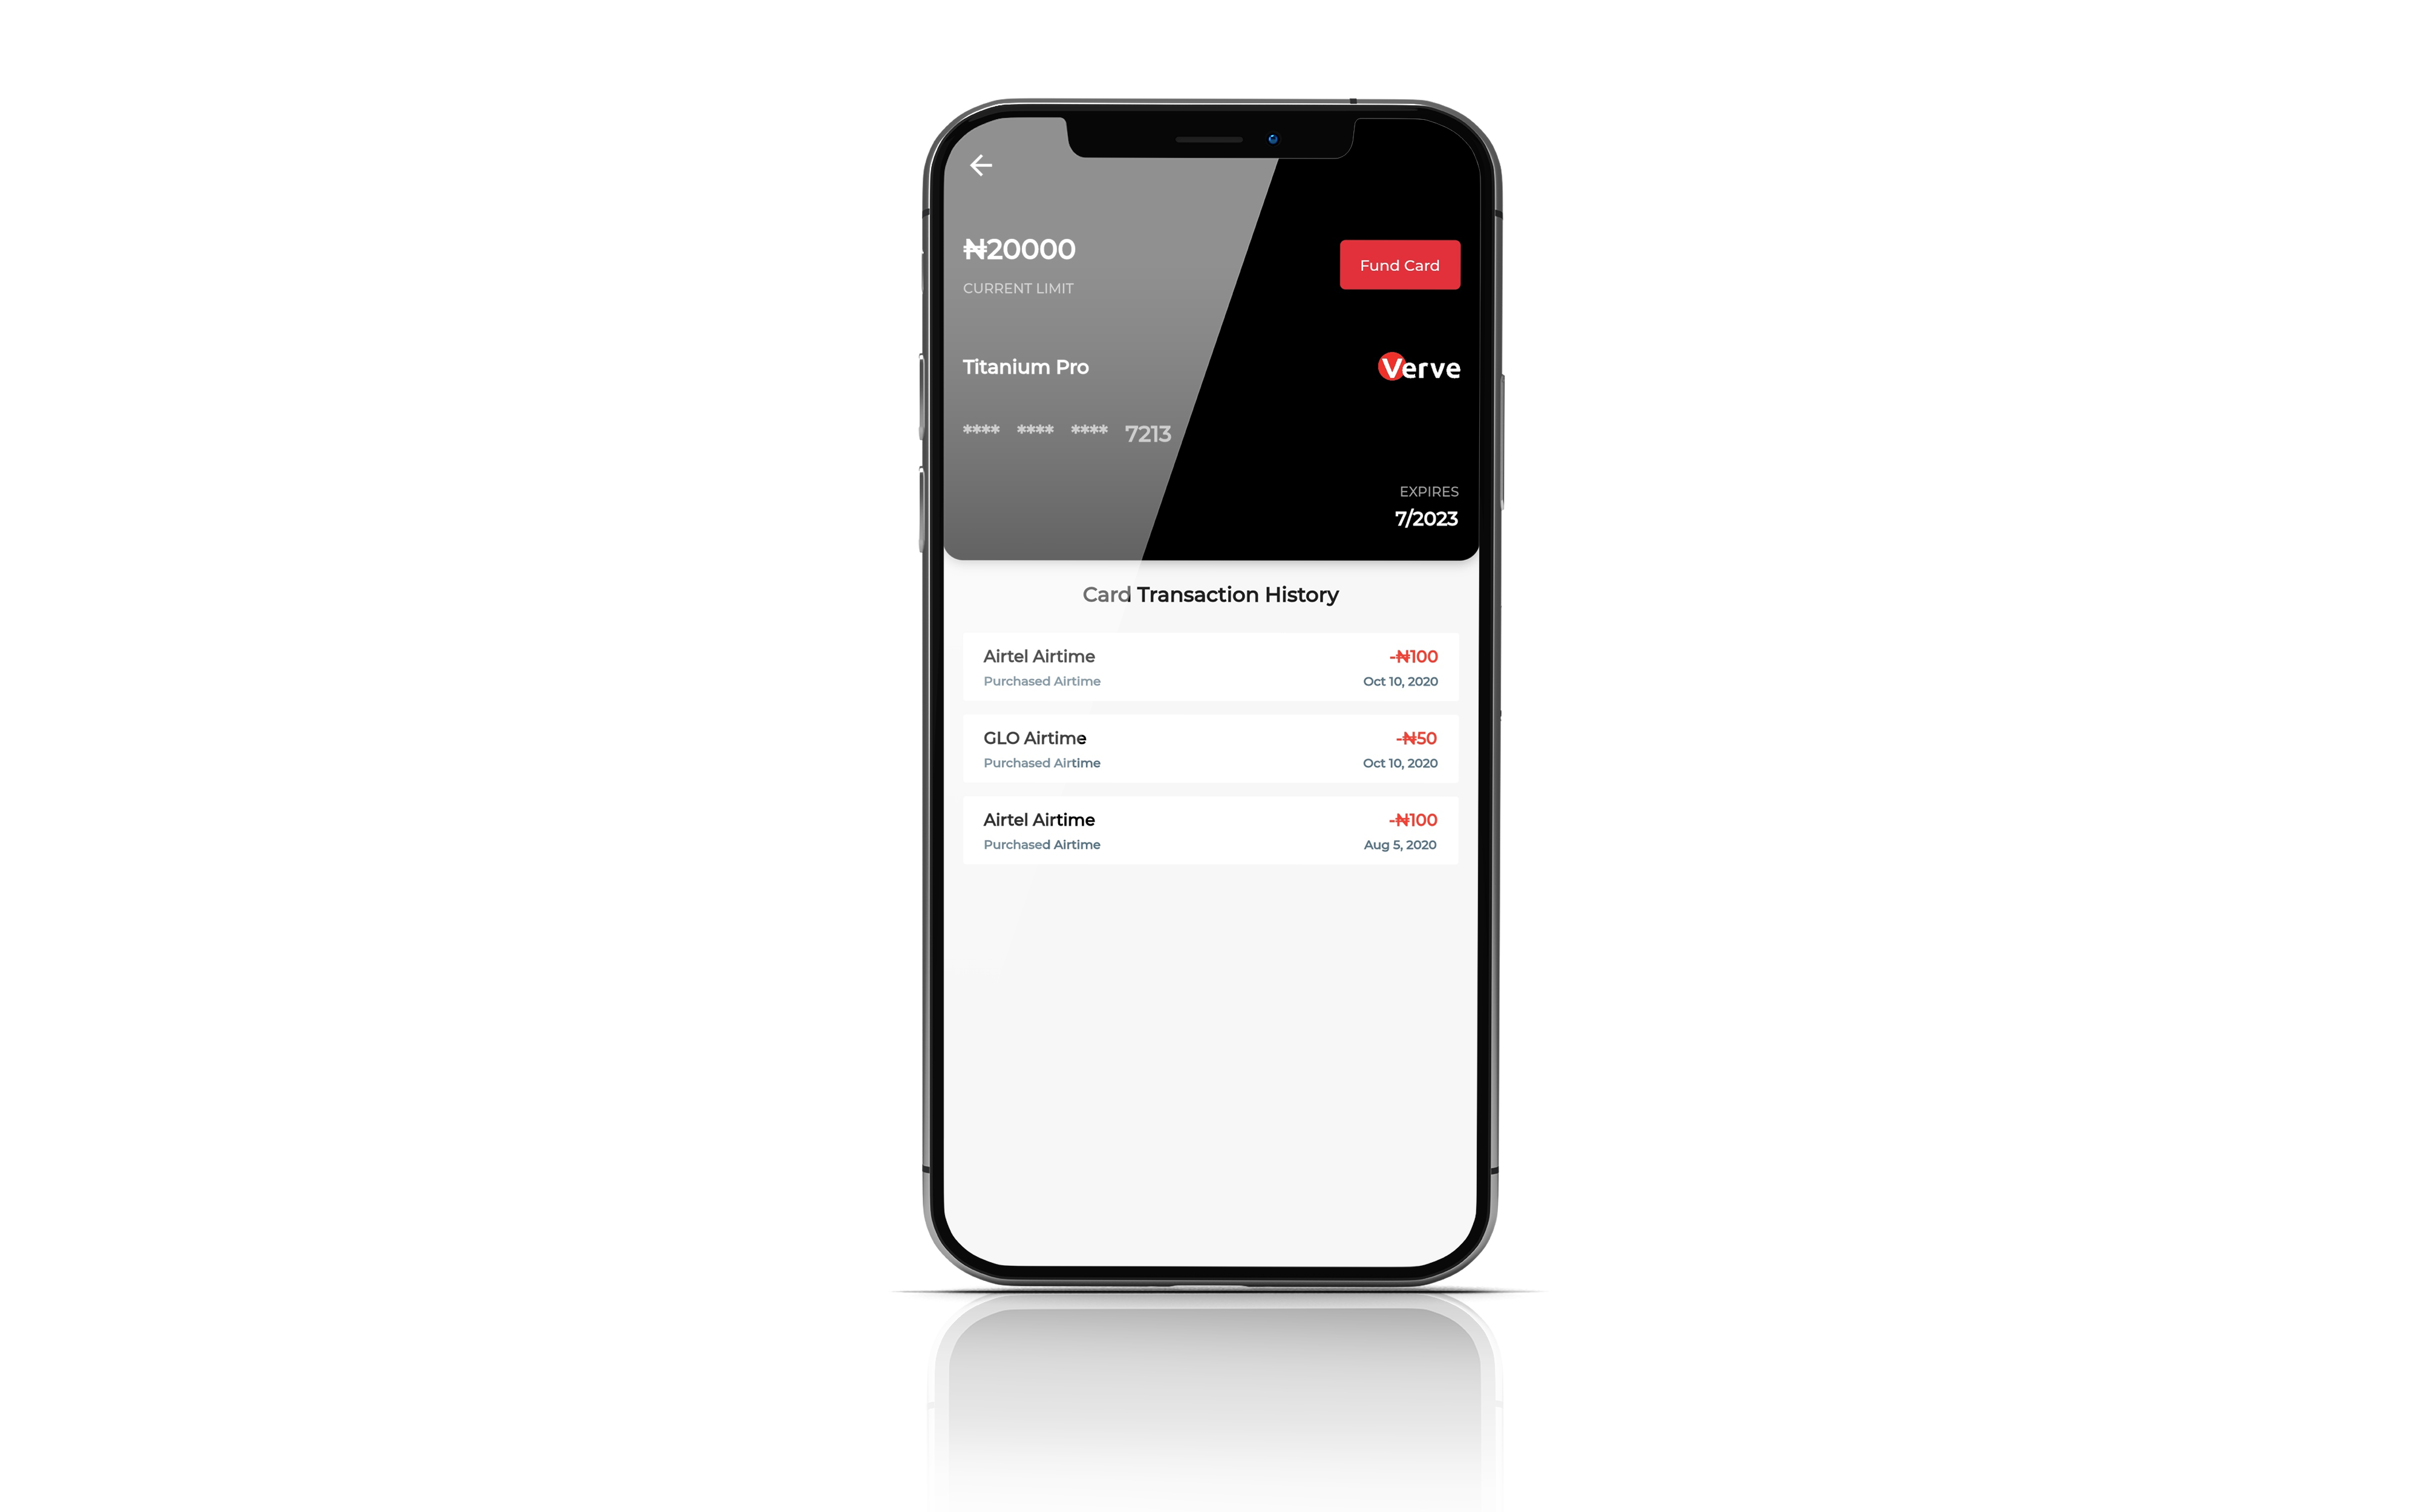 ₦20000
Fund Card
CURRENT LIMIT
Titanium Pro
Verve
**** **** **** 7213
EXPIRES
7/2023
Card Transaction History
Airtel Airtime
-₦100
Purchased Airtime
Oct 10, 2020
GLO Airtime
-₦50
Purchased Airtime
Oct 10, 2020
Airtel Airtime
-₦100
Purchased Airtime
Aug 5, 2020